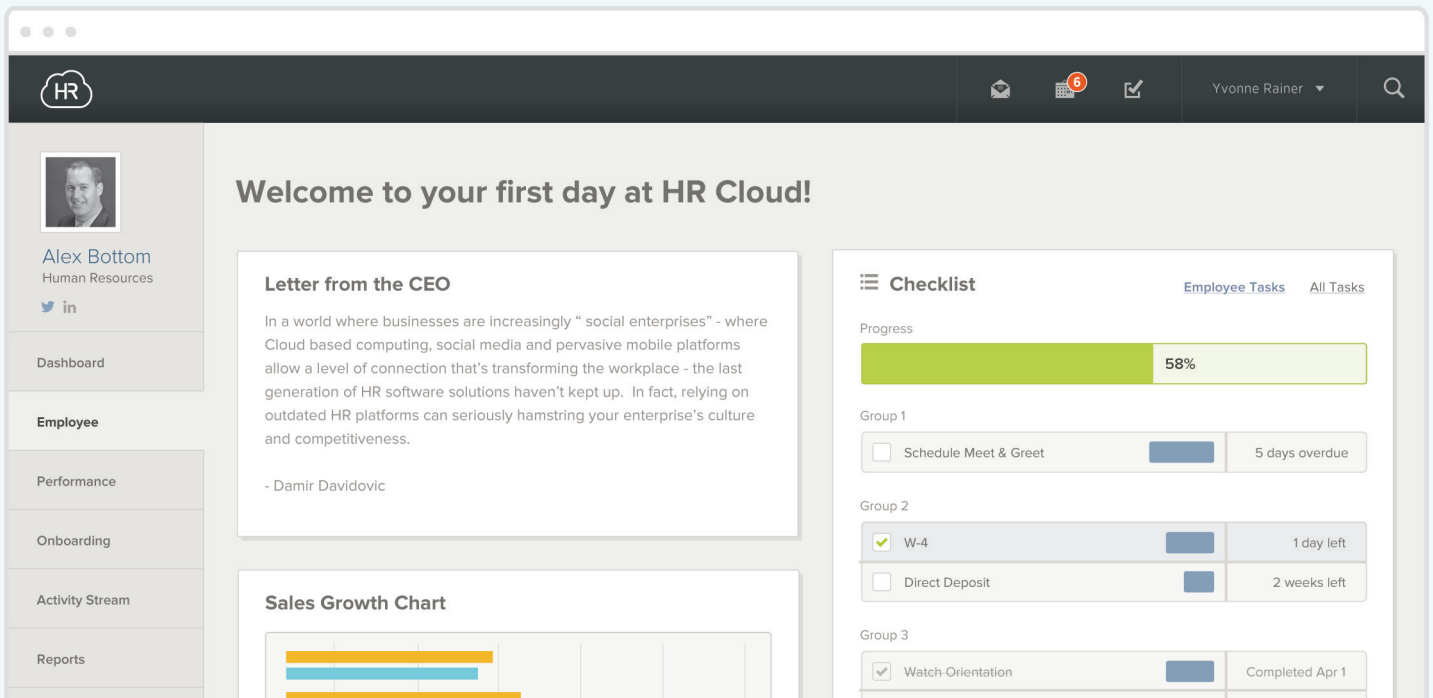 HR
6
Yvonne Rainer
Alex Bottom
Human Resources
in
Dashboard
Employee
Performance
Onboarding
Activity Stream
Reports
Welcome to your first day at HR Cloud!
Letter from the CEO
In a world where businesses are increasingly “ social enterprises” - where
Cloud based computing, social media and pervasive mobile platforms
allow a level of connection that’s transforming the workplace - the last
generation of HR software solutions haven’t kept up.  In fact, relying on
outdated HR platforms can seriously hamstring your enterprise’s culture
and competitiveness.
- Damir Davidovic
Sales Growth Chart
Checklist
Employee Tasks All Tasks
Progress
58%
Group 1
Schedule Meet & Greet 5 days overdue
Group 2
W-4 1 day left
Direct Deposit 2 weeks left
Group 3
Watch Orientation Completed Apr 1